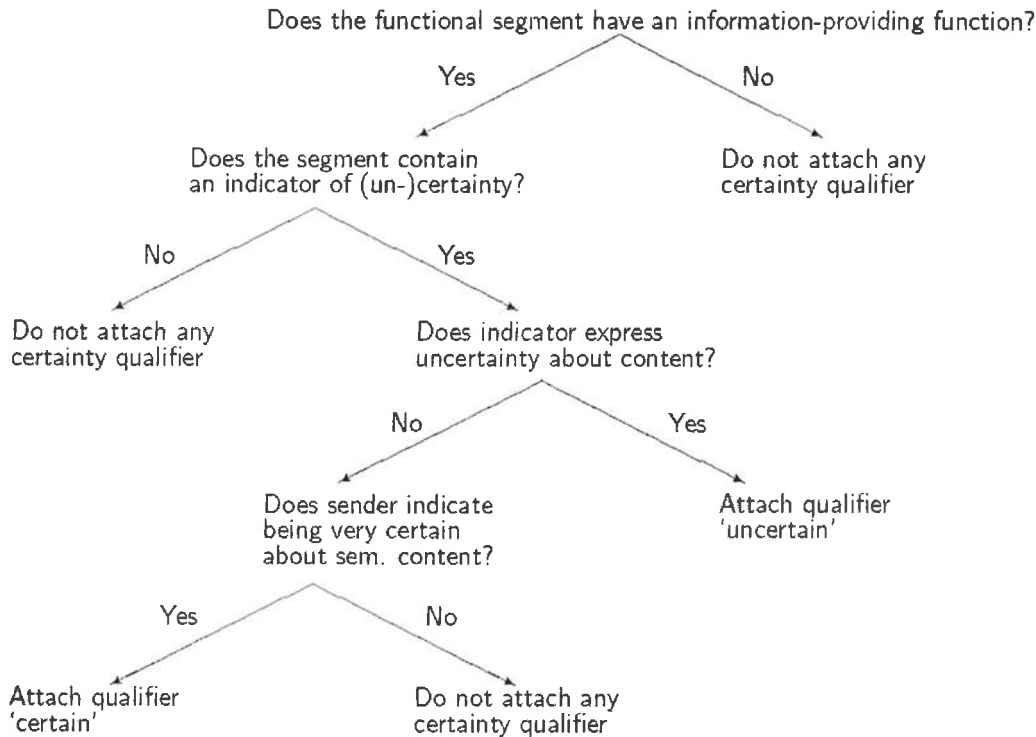 Does the functional segment have an information-providing function?
Yes
No
Does the segment contain
an indicator of (un-)certainty?
Do not attach any
certainty qualifier
No
Yes
Do not attach any
certainty qualifier
Does indicator express
uncertainty about content?
No
Yes
Does sender indicate
being very certain
about sem. content?
Attach qualifier
'uncertain'
Yes
No
Attach qualifier
'certain'
Do not attach any
certainty qualifier